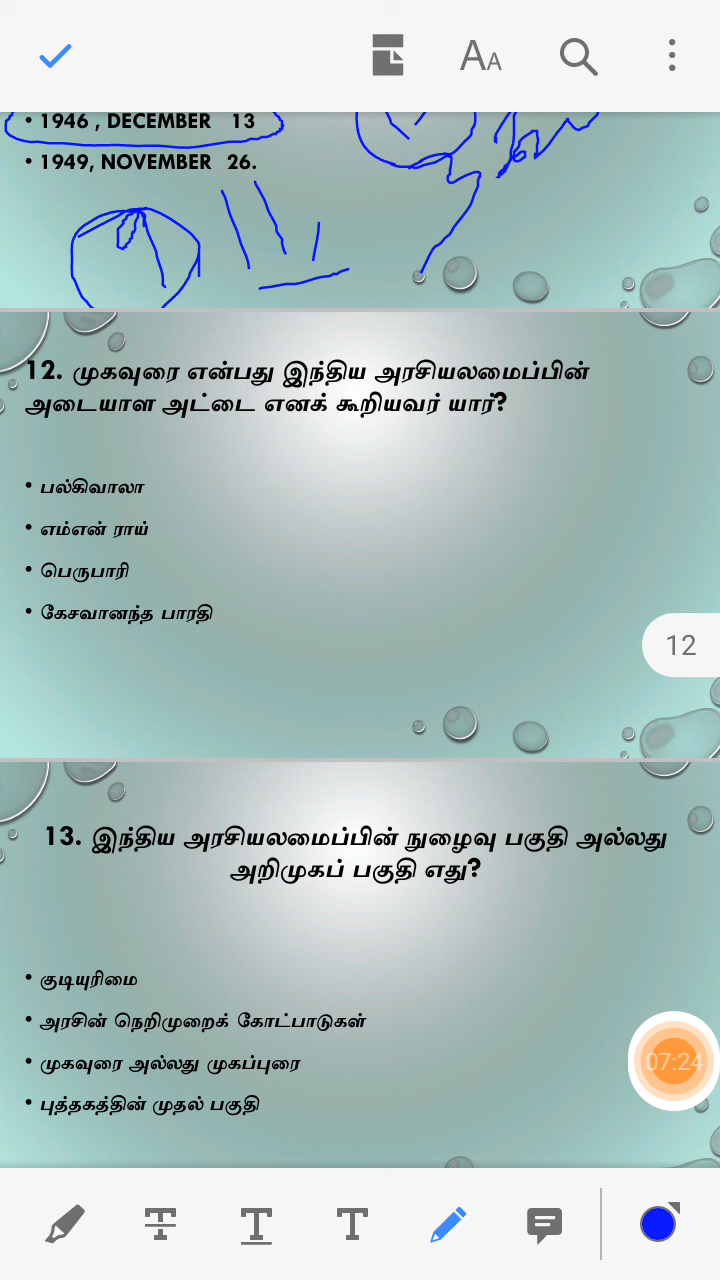 AA
• 1946 , DECEMBER 13
• 1949, NOVEMBER 26.
12. முகவுரை என்பது இந்திய அரசியலமைப்பின்
அடையாள அட்டை எனக் கூறியவர் யார்?
• பல்கிவாலா
• எம்என் ராய்
• பெருபாரி
• கேசவானந்த பாரதி
12
13. இந்திய அரசியலமைப்பின் நுழைவு பகுதி அல்லது
அறிமுகப் பகுதி எது?
• குடியுரிமை
• அரசின் நெறிமுறைக் கோட்பாடுகள்
• முகவுரை அல்லது முகப்புரை
07:24
• புத்தகத்தின் முதல் பகுதி
T T T